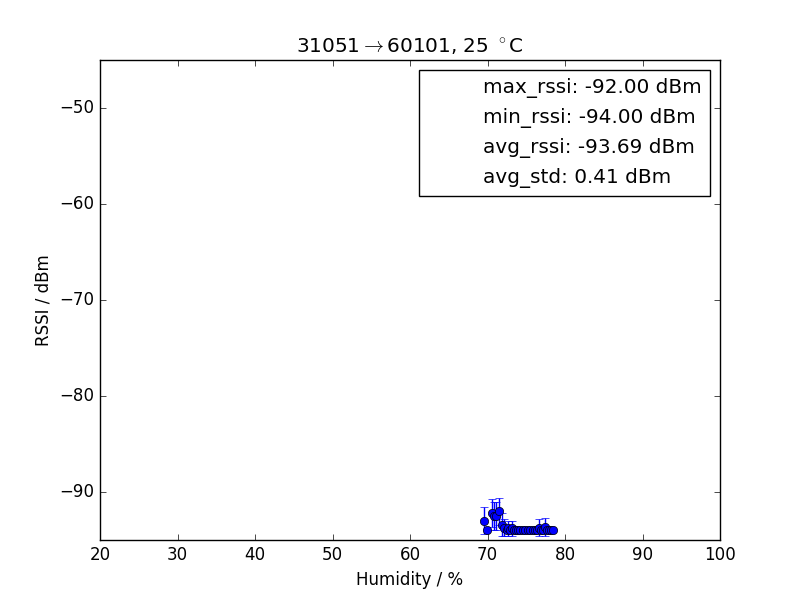 31051→60101, 25 °C
max_rssi: -92.00 dBm
min_rssi: -94.00 dBm
avg_rssi: -93.69 dBm
avg_std: 0.41 dBm
−50
−60
−70
−80
−90
RSSI / dBm
20 30 40 50 60 70 80 90 100
Humidity / %